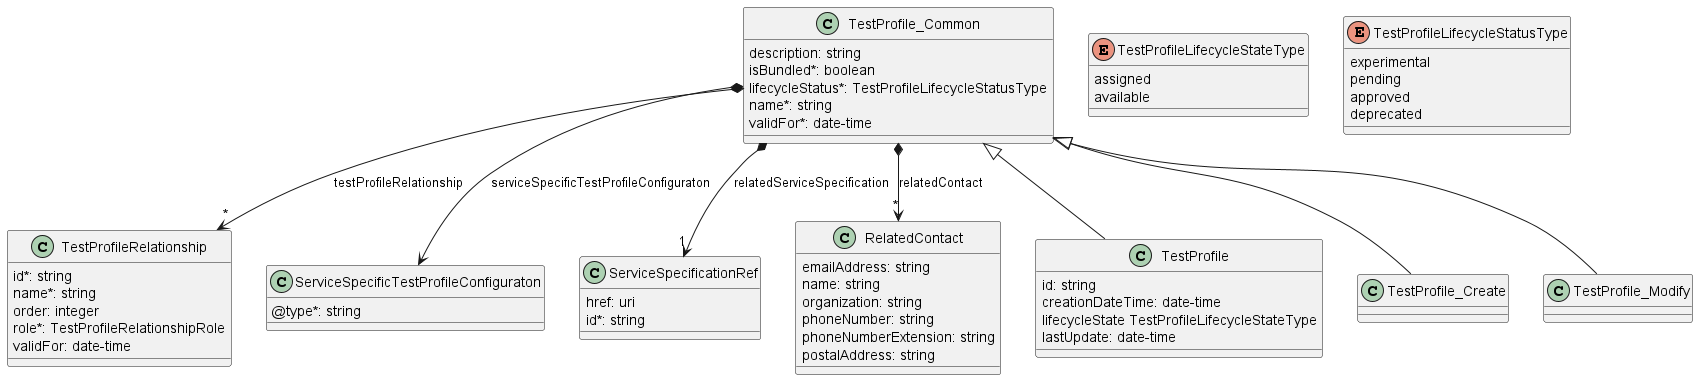 C TestProfile_Common
description: string
isBundled*: boolean
lifecycleStatus*: TestProfileLifecycleStatusType
name*: string
validFor*: date-time
E TestProfileLifecycleStateType
assigned
available
E TestProfileLifecycleStatusType
experimental
pending
approved
deprecated
testProfileRelationship
serviceSpecificTestProfileConfiguraton
relatedServiceSpecification
relatedContact
*
1
*
C TestProfileRelationship
id*: string
name*: string
order: integer
role*: TestProfileRelationshipRole
validFor: date-time
C ServiceSpecificTestProfileConfiguraton
@type*: string
C ServiceSpecificationRef
href: uri
id*: string
C RelatedContact
emailAddress: string
name: string
organization: string
phoneNumber: string
phoneNumberExtension: string
postalAddress: string
C TestProfile
id: string
creationDateTime: date-time
lifecycleState TestProfileLifecycleStateType
lastUpdate: date-time
C TestProfile_Create
C TestProfile_Modify